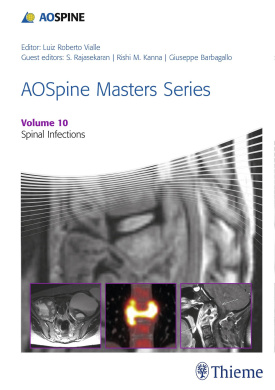 AOSPINE
Editor: Luiz Roberto Vialle
Guest editors: S. Rajasekaran | Rishi M. Kanna | Giuseppe Barbagallo
AOSpine Masters Series
Volume 10
Spinal Infections
Thieme